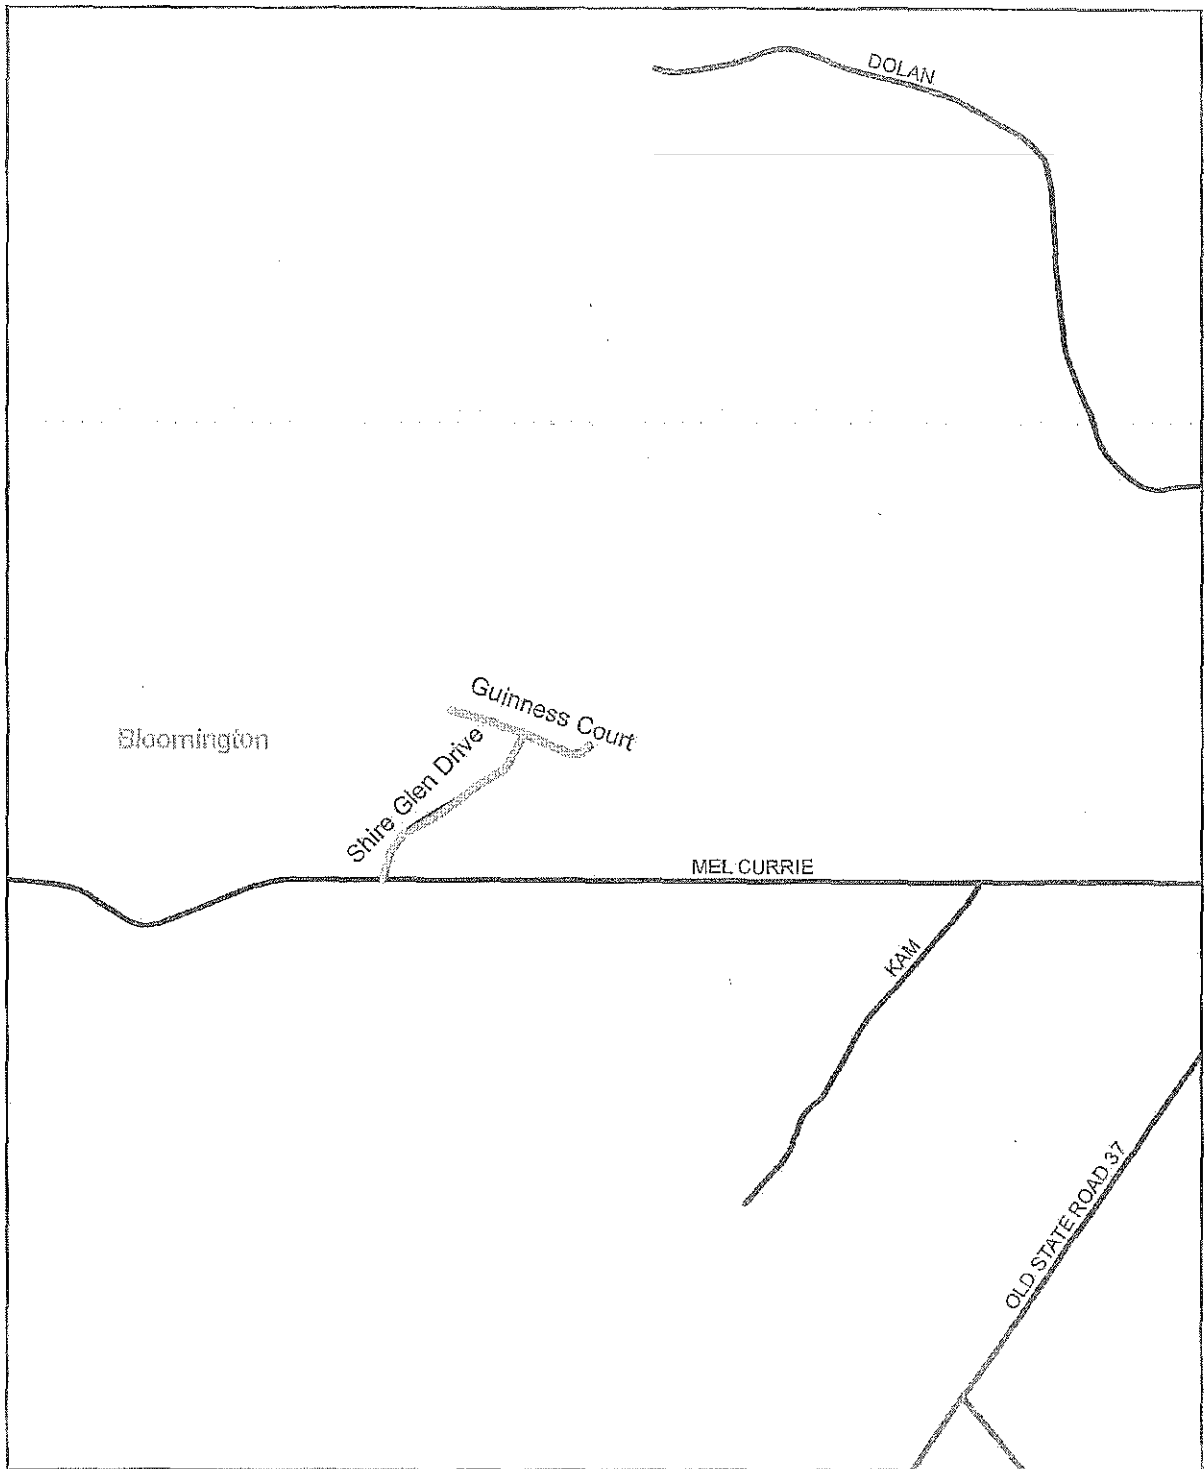 DOLAN
Guinness Court
Bloomington
Shire Glen Drive
MEL CURRIE
KAM
OLD STATE ROAD 37